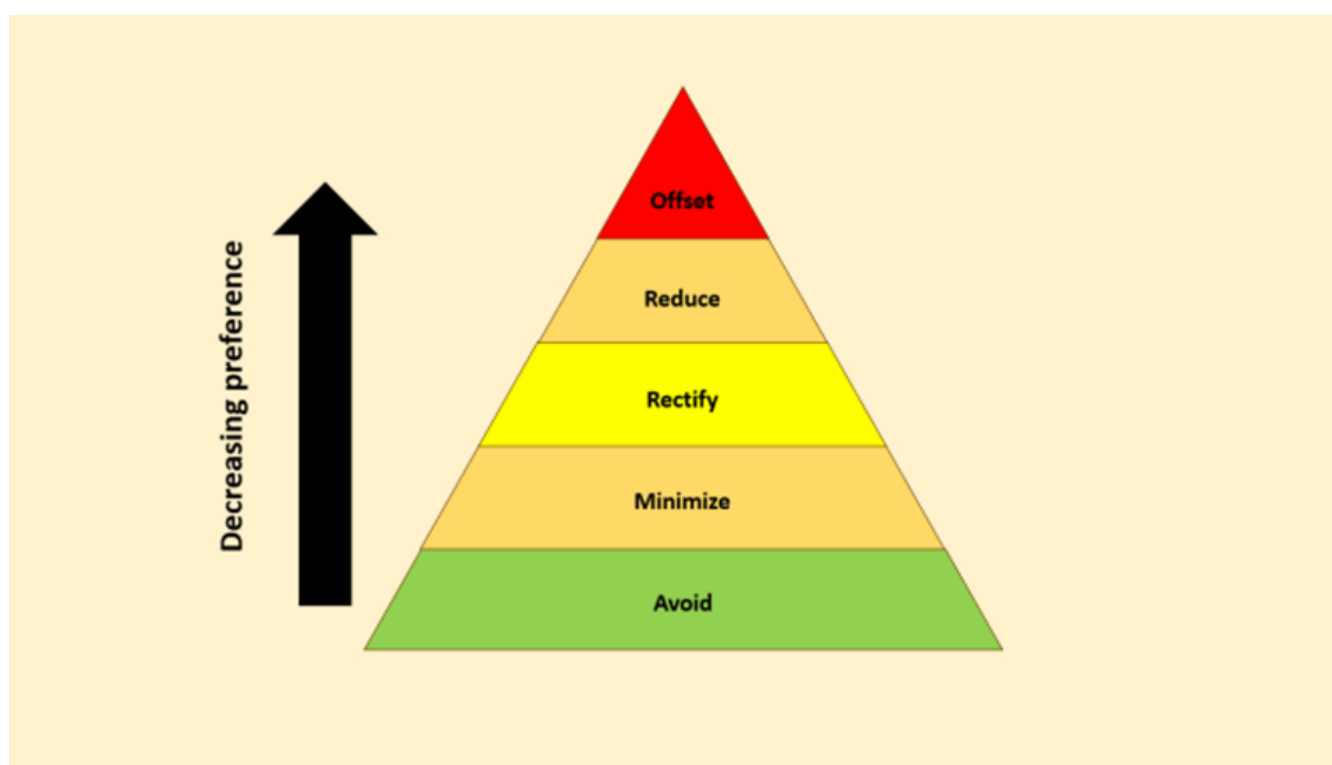 Decreasing preference
Offset
Reduce
Rectify
Minimize
Avoid